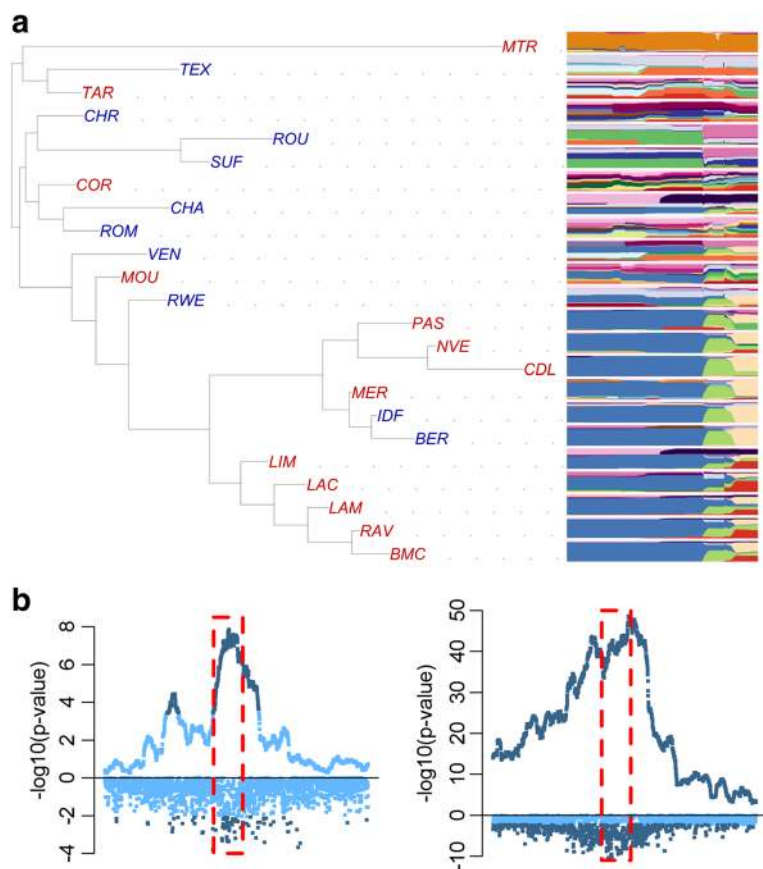 a
MTR
TEX
TAR
CHR
ROU
SUF
COR
CHA
ROM
VEN
MOU
RWE
PAS
NVE
CDL
MER
IDF
BER
LIM
LAC
LAM
RAV
BMC
b
-log10(p-value)
8
6
4
2
0
-2
-4
-log10(p-value)
50
40
30
20
10
0
-10